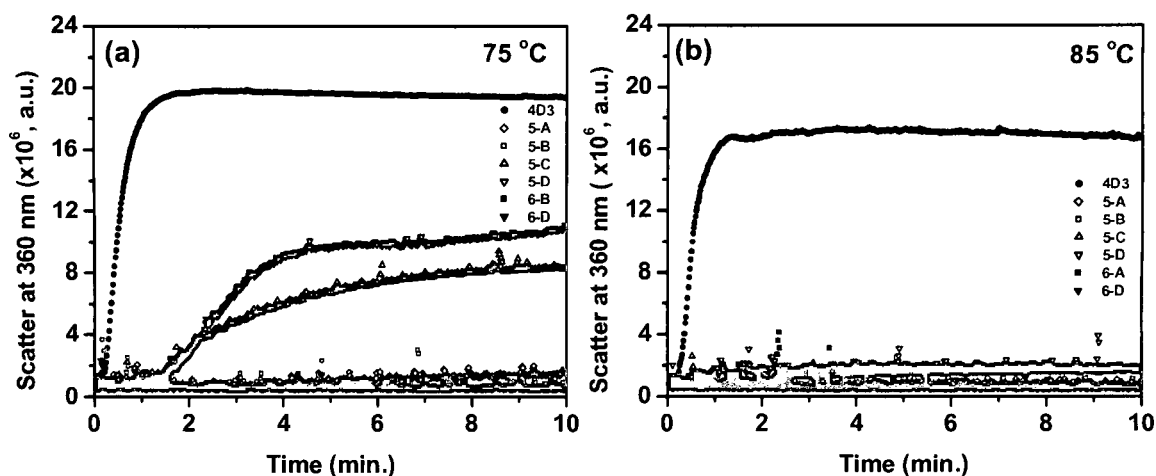 (a)
75 °C
Scatter at 360 nm (x10⁶, a.u.)
24
20
16
12
8
4
0
4D3
5-A
5-B
5-C
5-D
6-B
6-D
0
2
4
6
8
10
Time (min.)
(b)
85 °C
Scatter at 360 nm ( x10⁶, a.u.)
24
20
16
12
8
4
0
4D3
5-A
5-B
5-C
5-D
6-A
6-D
0
2
4
6
8
10
Time (min.)